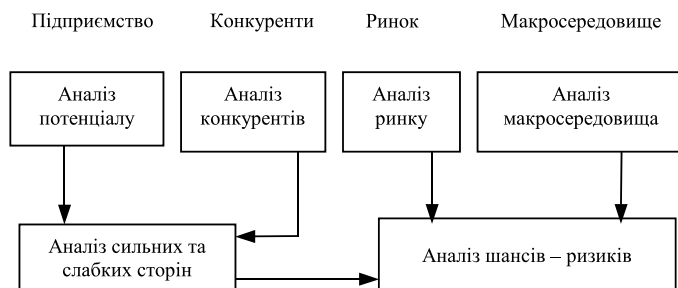 Підприємство
Конкуренти
Ринок
Макросередовище
Аналіз
потенціалу
Аналіз
конкурентів
Аналіз
ринку
Аналіз
макросередовища
Аналіз сильних та
слабких сторін
Аналіз шансів – ризиків